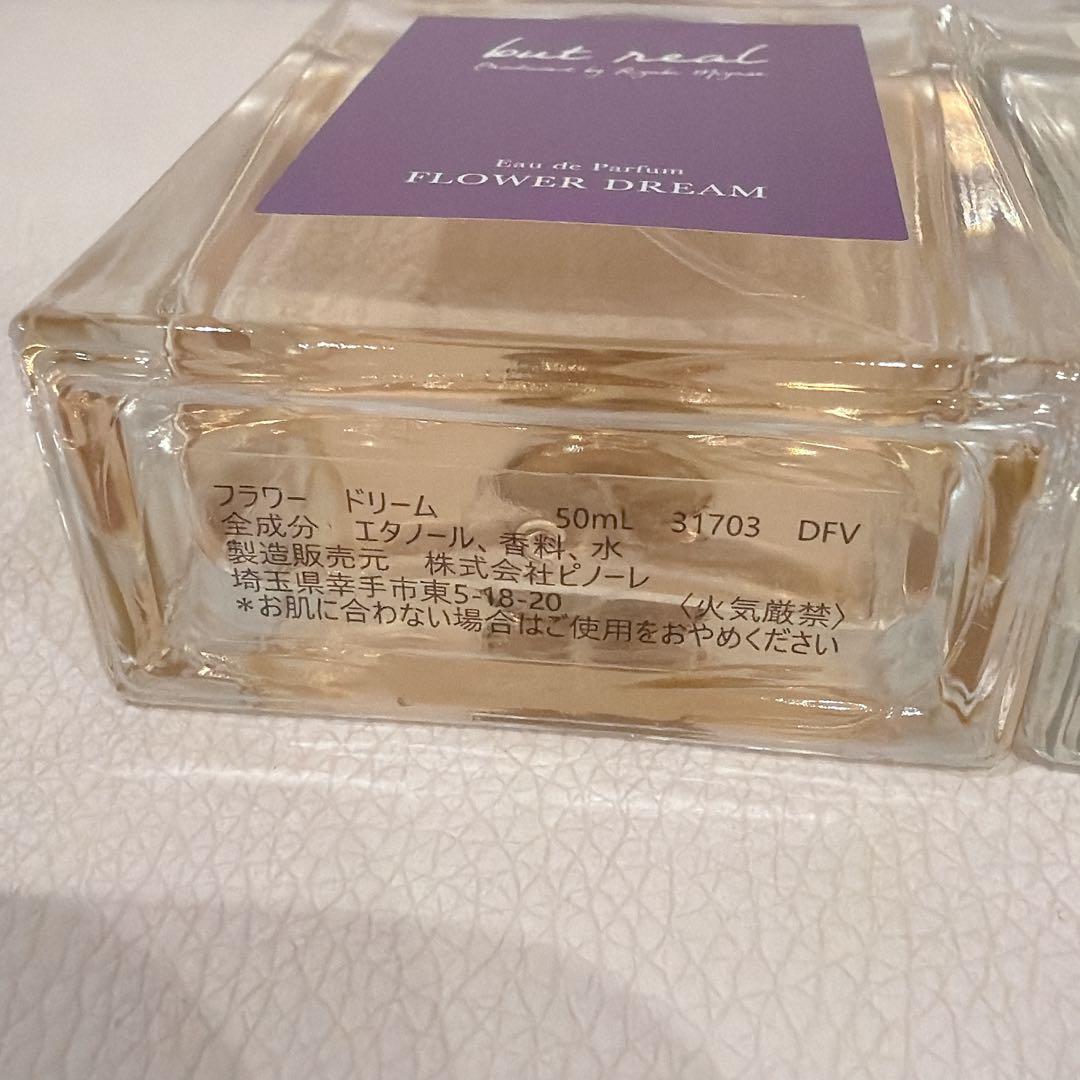 but real
Eau de Parfum
FLOWER DREAM
フラワー ドリーム 50mL 31703 DFV
全成分 エタノール、香料、水
製造販売元 株式会社ピノーレ
埼玉県幸手市東5-18-20 〈火気厳禁〉
＊お肌に合わない場合はご使用をおやめください